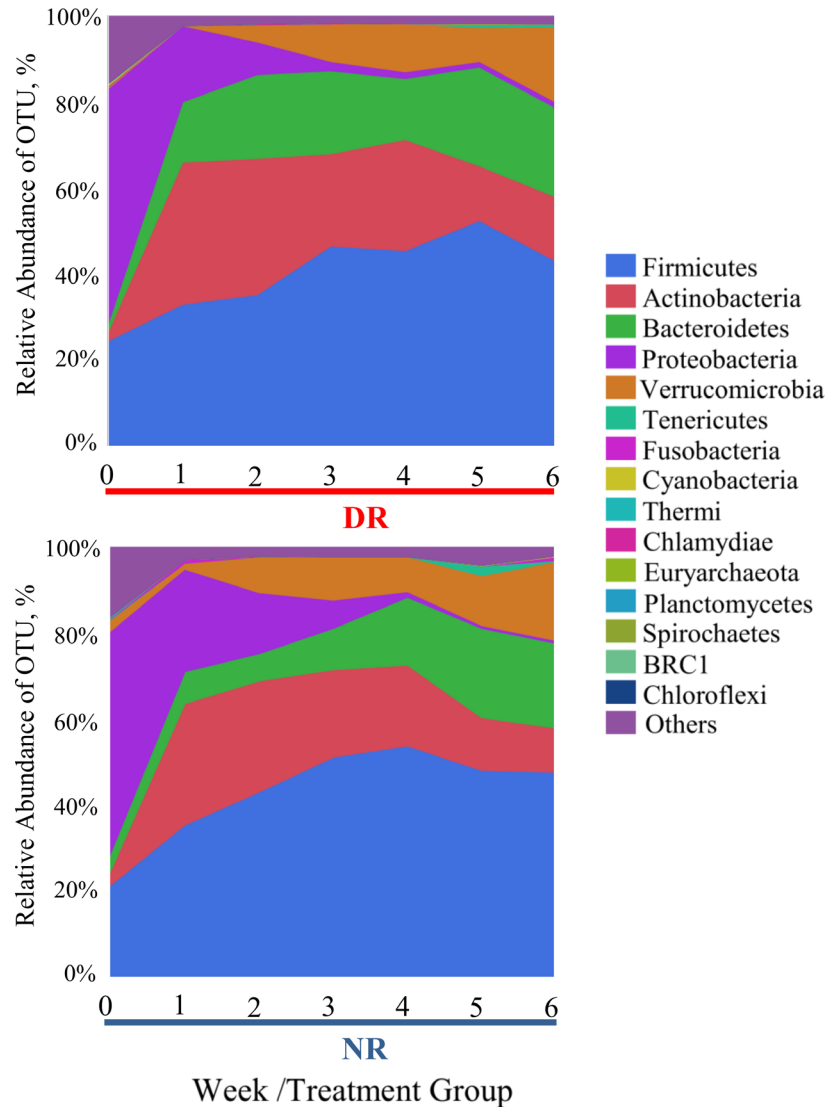 Relative Abundance of OTU, %
100%
80%
60%
40%
20%
0%
0 1 2 3 4 5 6
DR
Relative Abundance of OTU, %
100%
80%
60%
40%
20%
0%
0 1 2 3 4 5 6
NR
Week /Treatment Group
Firmicutes
Actinobacteria
Bacteroidetes
Proteobacteria
Verrucomicrobia
Tenericutes
Fusobacteria
Cyanobacteria
Thermi
Chlamydiae
Euryarchaeota
Planctomycetes
Spirochaetes
BRC1
Chloroflexi
Others